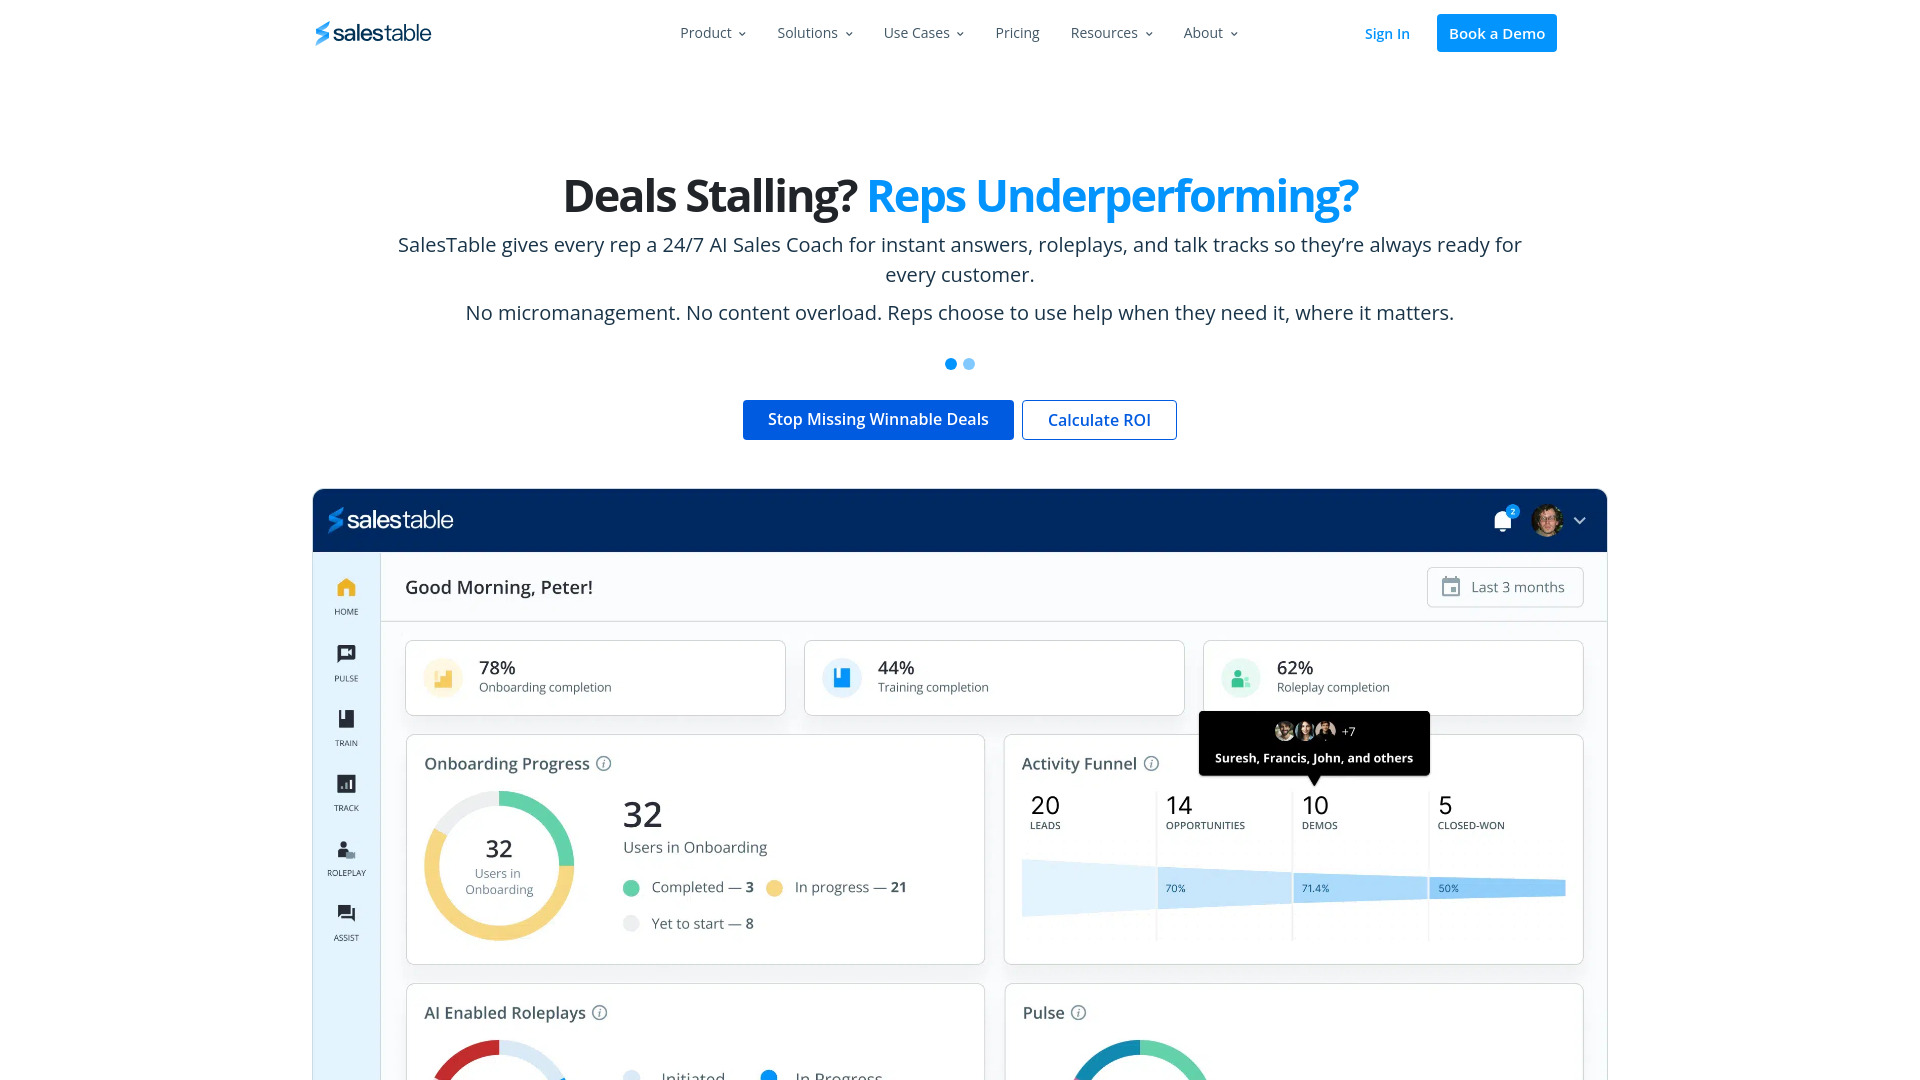 salestable
Product
Solutions
Use Cases
Pricing
Resources
About
Sign In
Book a Demo
Deals Stalling? Reps Underperforming?
SalesTable gives every rep a 24/7 AI Sales Coach for instant answers, roleplays, and talk tracks so they’re always ready for
every customer.
No micromanagement. No content overload. Reps choose to use help when they need it, where it matters.
Stop Missing Winnable Deals
Calculate ROI
salestable
2
HOME
PULSE
TRAIN
TRACK
ROLEPLAY
ASSIST
Good Morning, Peter!
Last 3 months
78%
Onboarding completion
44%
Training completion
62%
Roleplay completion
Onboarding Progress
32
Users in
Onboarding
32
Users in Onboarding
Completed — 3
In progress — 21
Yet to start — 8
Activity Funnel
+7
Suresh, Francis, John, and others
20
LEADS
14
OPPORTUNITIES
10
DEMOS
5
CLOSED-WON
70%
71.4%
50%
AI Enabled Roleplays
Initiated
In Progress
Pulse